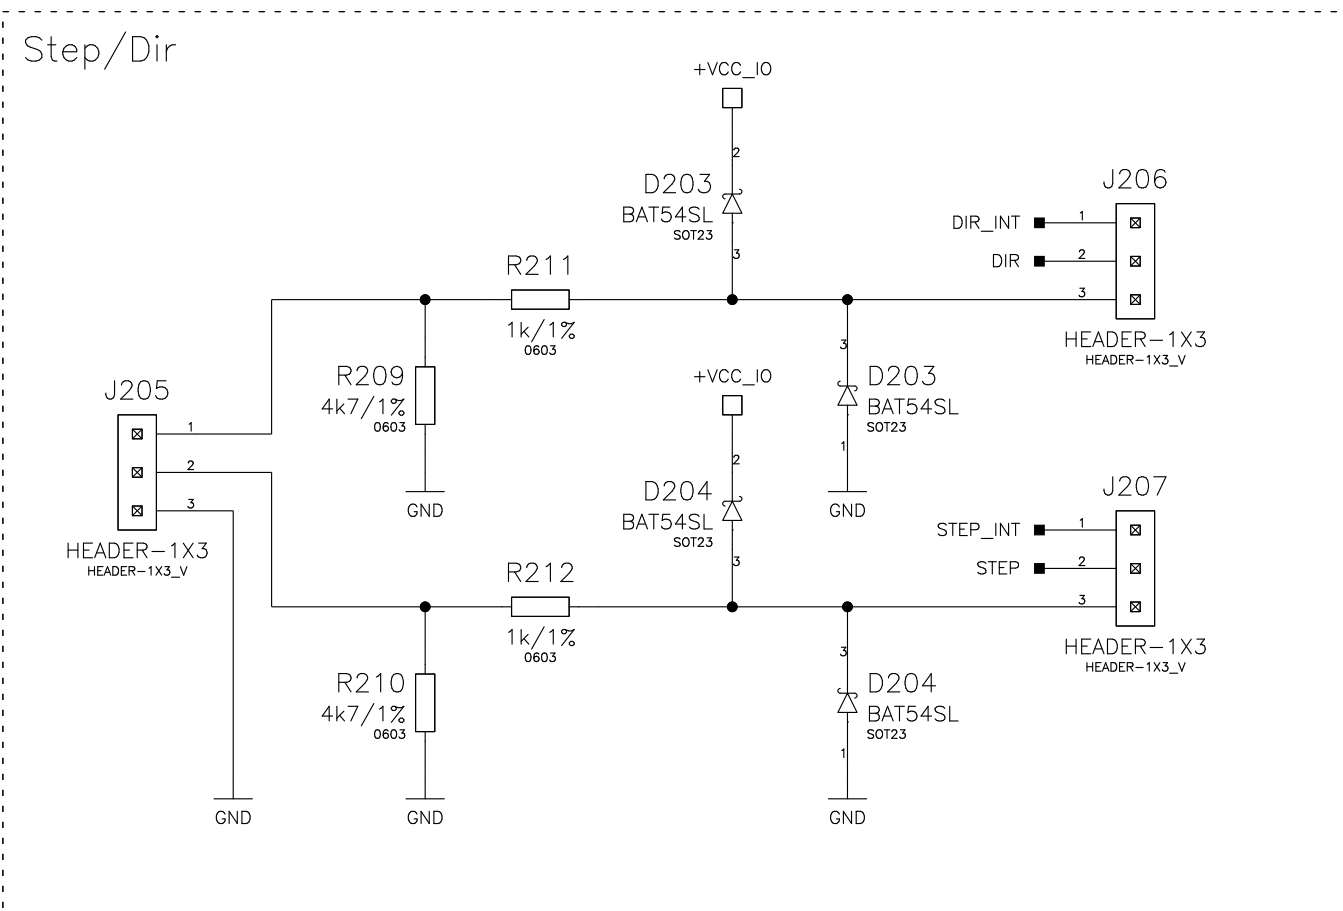 Step/Dir
+VCC_IO
2
D203
BAT54SL
SOT23
3
J206
DIR_INT
1
DIR
2
3
HEADER-1X3
HEADER-1X3_V
R211
1k/1%
0603
R209
4k7/1%
0603
GND
3
D203
BAT54SL
SOT23
1
GND
J205
1
2
3
HEADER-1X3
HEADER-1X3_V
GND
+VCC_IO
2
D204
BAT54SL
SOT23
3
J207
STEP_INT
1
STEP
2
3
HEADER-1X3
HEADER-1X3_V
R212
1k/1%
0603
R210
4k7/1%
0603
GND
3
D204
BAT54SL
SOT23
1
GND